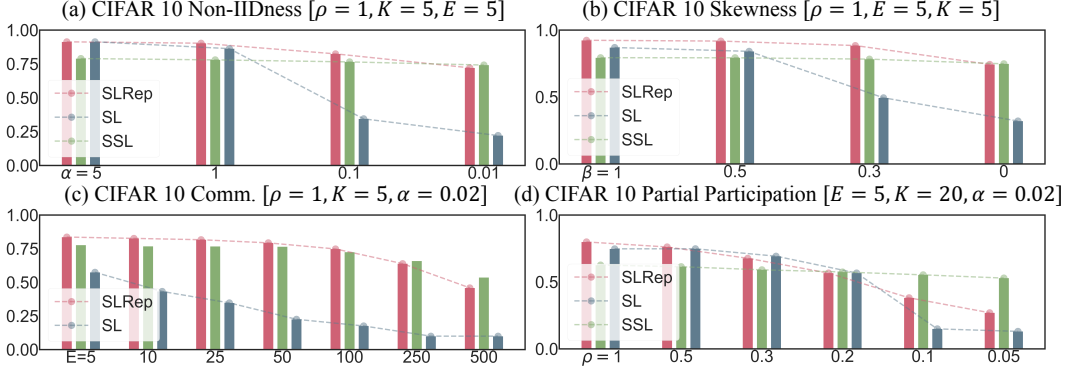 (a) CIFAR 10 Non-IIDness [ρ = 1, K = 5, E = 5]
1.00
0.75
0.50
0.25
0.00
SLRep
SL
SSL
α = 5
1
0.1
0.01
(b) CIFAR 10 Skewness [ρ = 1, E = 5, K = 5]
1.0
0.5
0.0
SLRep
SL
SSL
β = 1
0.5
0.3
0
(c) CIFAR 10 Comm. [ρ = 1, K = 5, α = 0.02]
1.00
0.75
0.50
0.25
0.00
SLRep
SL
E=5
10
25
50
100
250
500
(d) CIFAR 10 Partial Participation [E = 5, K = 20, α = 0.02]
1.0
0.5
0.0
SLRep
SL
SSL
ρ = 1
0.5
0.3
0.2
0.1
0.05